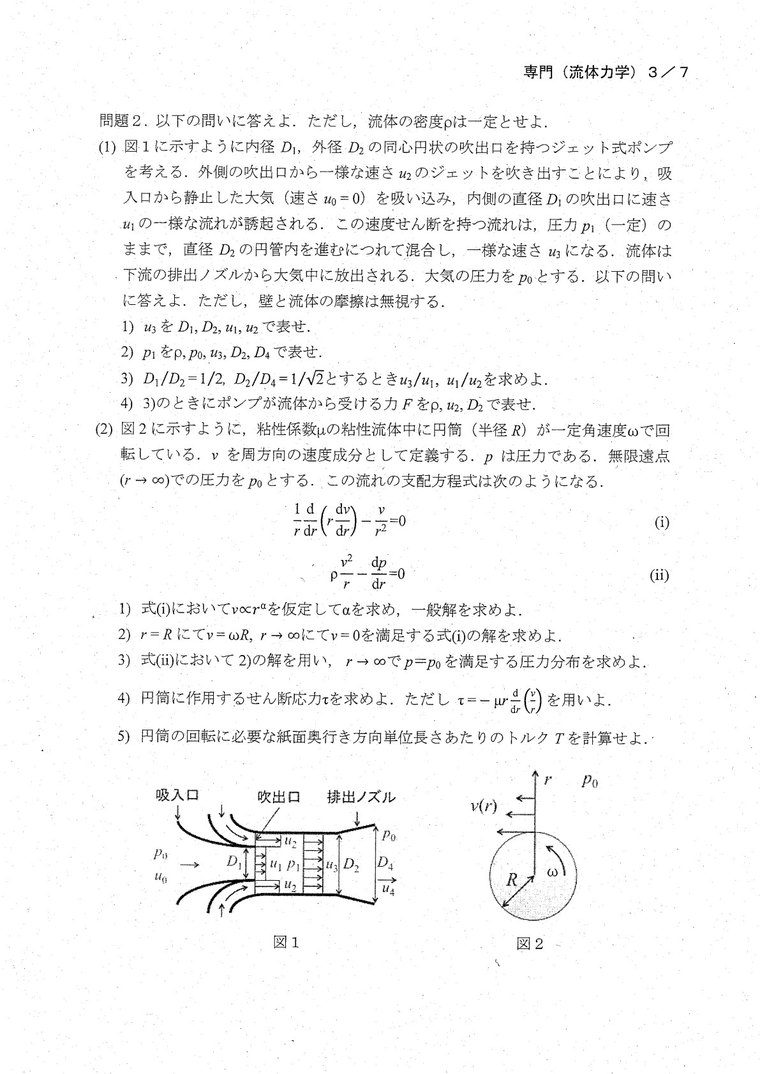 専門（流体力学）３／７
問題２．以下の問いに答えよ．ただし，流体の密度ρは一定とせよ．
(1) 図１に示すように内径 D₁，外径 D₂ の同心円状の吹出口を持つジェット式ポンプ
を考える．外側の吹出口から一様な速さ u₂ のジェットを吹き出すことにより，吸
入口から静止した大気（速さ u₀ = 0）を吸い込み，内側の直径 D₁ の吹出口に速さ
u₁ の一様な流れが誘起される．この速度せん断を持つ流れは，圧力 p₁（一定）の
ままで，直径 D₂ の円管内を進むにつれて混合し，一様な速さ u₃ になる．流体は
下流の排出ノズルから大気中に放出される．大気の圧力を p₀ とする．以下の問い
に答えよ．ただし，壁と流体の摩擦は無視する．
1) u₃ を D₁, D₂, u₁, u₂ で表せ．
2) p₁ をρ, p₀, u₃, D₂, D₄ で表せ．
3) D₁/D₂ = 1/2, D₂/D₄ = 1/√2とするときu₃/u₁, u₁/u₂を求めよ．
4) 3)のときにポンプが流体から受ける力 F をρ, u₂, D₂ で表せ．
(2) 図２に示すように，粘性係数μの粘性流体中に円筒（半径 R）が一定角速度ωで回
転している．v を周方向の速度成分として定義する．p は圧力である．無限遠点
(r → ∞)での圧力を p₀ とする．この流れの支配方程式は次のようになる．
1/r d/dr (r dv/dr) − v/r² =0 (i)
ρ v²/r − dp/dr =0 (ii)
1) 式(i)においてv∝rᵅを仮定してαを求め，一般解を求めよ．
2) r = R にてv = ωR, r → ∞にてv = 0を満足する式(i)の解を求めよ．
3) 式(ii)において 2)の解を用い， r → ∞で p＝p₀ を満足する圧力分布を求めよ．
4) 円筒に作用するせん断応力τを求めよ．ただし τ = − μr d/dr (v/r) を用いよ．
5) 円筒の回転に必要な紙面奥行き方向単位長さあたりのトルク T を計算せよ．
吸入口 吹出口 排出ノズル
p₀ u₀ D₁ u₂ u₁ p₁ u₂ u₃ D₂ p₀ D₄ u₄
図１
r p₀
v(r)
R ω
図２